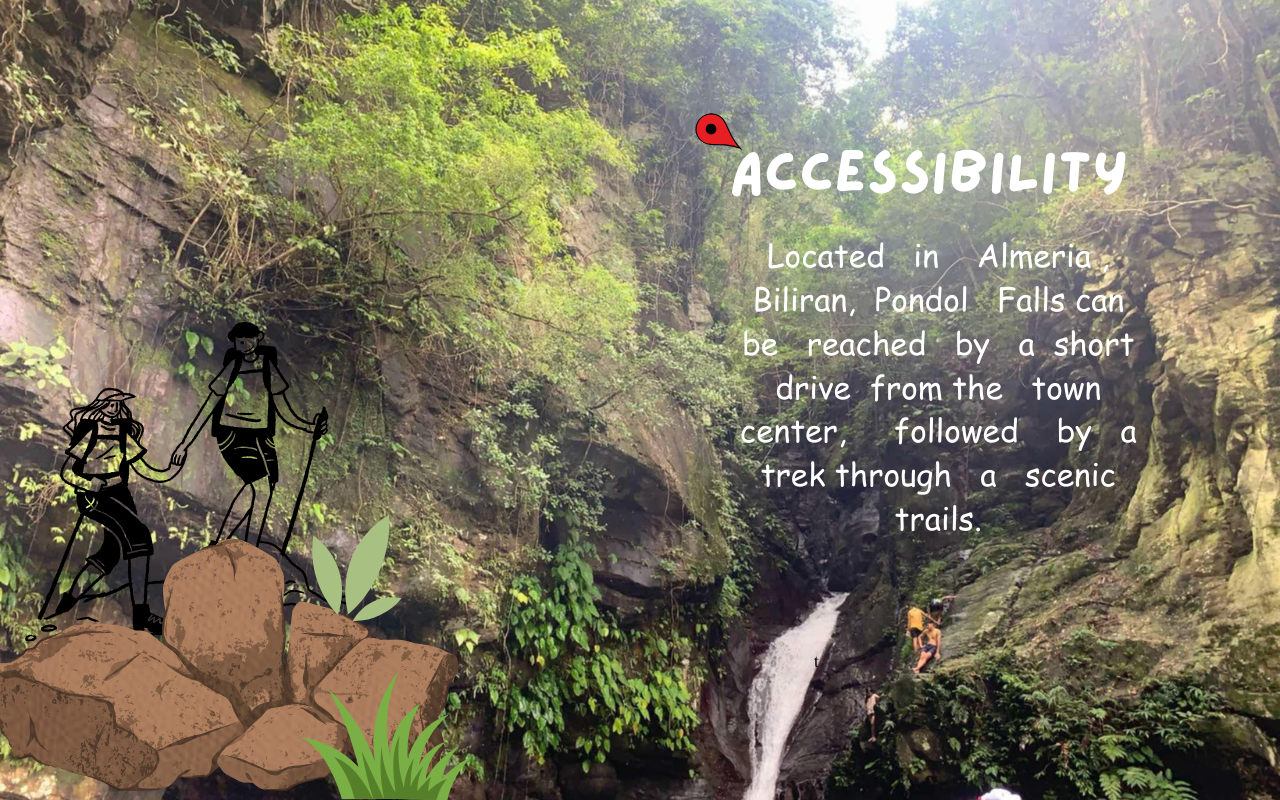 ACCESSIBILITY
Located in Almeria ,
Biliran, Pondol Falls can
be reached by a short
drive from the town
center, followed by a
trek through a scenic
trails.
t